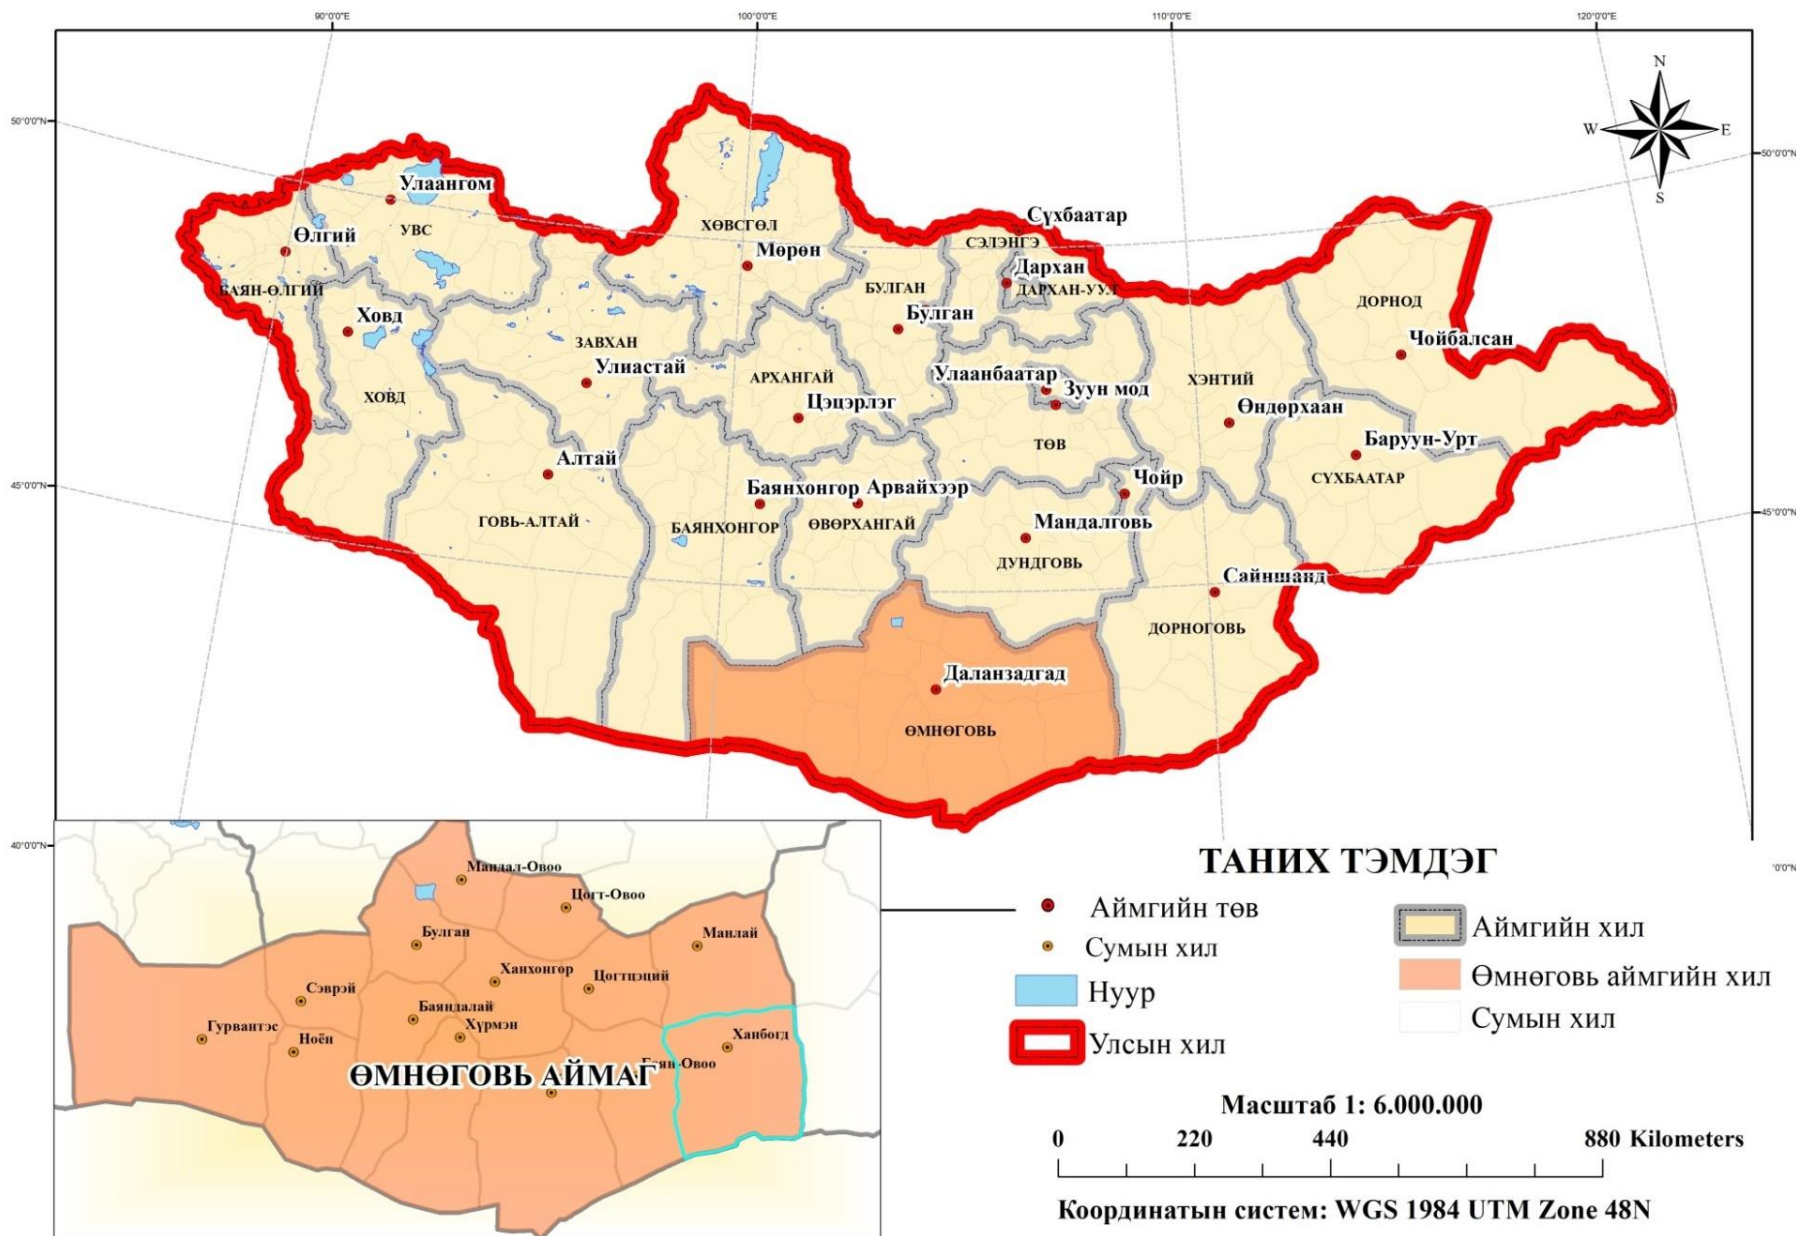 90°0'0"E
100°0'0"E
110°0'0"E
120°0'0"E
50°0'0"N
50°0'0"N
N
W
E
S
Улаангом
УВС
Өлгий
БАЯН-ӨЛГИЙ
Ховд
ХОВД
ХӨВСГӨЛ
Мөрөн
Сүхбаатар
СЭЛЭНГЭ
Дархан
ДАРХАН-УУЛ
БУЛГАН
Булган
ДОРНОД
Чойбалсан
ЗАВХАН
Улиастай
АРХАНГАЙ
Цэцэрлэг
Улаанбаатар
Зуун мод
ТӨВ
ХЭНТИЙ
Өндөрхаан
Баруун-Урт
СҮХБААТАР
Алтай
ГОВЬ-АЛТАЙ
Баянхонгор
БАЯНХОНГОР
Арвайхээр
ӨВӨРХАНГАЙ
Чойр
Мандалговь
ДУНДГОВЬ
Сайншанд
ДОРНОГОВЬ
Даланзадгад
ӨМНӨГОВЬ
45°0'0"N
45°0'0"N
40°0'0"N
°0'0"N
Мандал-Овоо
Цогт-Овоо
Булган
Манлай
Ханхонгор
Цогтцэций
Сэврэй
Баяндалай
Гурвантэс
Ноён
Хүрмэн
Ханбогд
ӨМНӨГОВЬ АЙМАГ
ТАНИХ ТЭМДЭГ
Аймгийн төв
Сумын хил
Нуур
Улсын хил
Аймгийн хил
Өмнөговь аймгийн хил
Сумын хил
Масштаб 1: 6.000.000
0 220 440 880 Kilometers
Координатын систем: WGS 1984 UTM Zone 48N